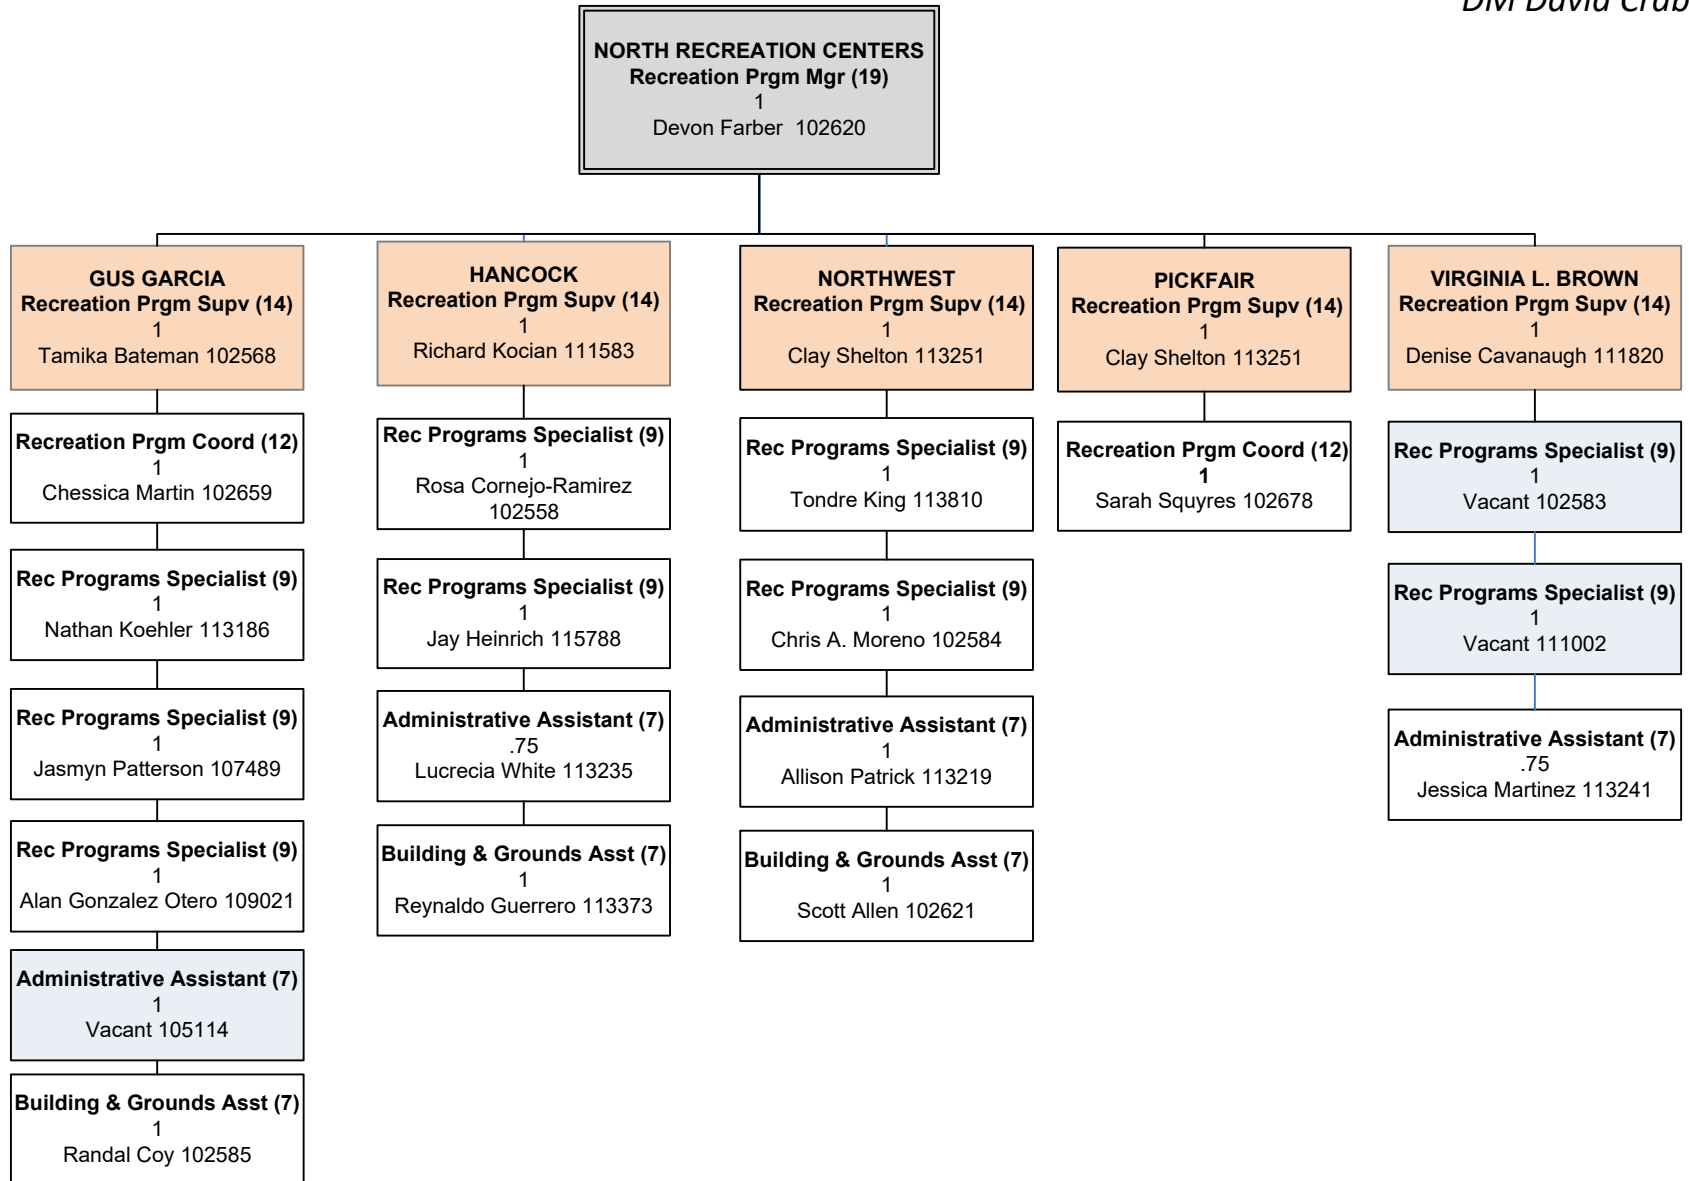 DM David Crab
NORTH RECREATION CENTERS
Recreation Prgm Mgr (19)
1
Devon Farber 102620
GUS GARCIA
Recreation Prgm Supv (14)
1
Tamika Bateman 102568
Recreation Prgm Coord (12)
1
Chessica Martin 102659
Rec Programs Specialist (9)
1
Nathan Koehler 113186
Rec Programs Specialist (9)
1
Jasmyn Patterson 107489
Rec Programs Specialist (9)
1
Alan Gonzalez Otero 109021
Administrative Assistant (7)
1
Vacant 105114
Building & Grounds Asst (7)
1
Randal Coy 102585
HANCOCK
Recreation Prgm Supv (14)
1
Richard Kocian 111583
Rec Programs Specialist (9)
1
Rosa Cornejo-Ramirez
102558
Rec Programs Specialist (9)
1
Jay Heinrich 115788
Administrative Assistant (7)
.75
Lucrecia White 113235
Building & Grounds Asst (7)
1
Reynaldo Guerrero 113373
NORTHWEST
Recreation Prgm Supv (14)
1
Clay Shelton 113251
Rec Programs Specialist (9)
1
Tondre King 113810
Rec Programs Specialist (9)
1
Chris A. Moreno 102584
Administrative Assistant (7)
1
Allison Patrick 113219
Building & Grounds Asst (7)
1
Scott Allen 102621
PICKFAIR
Recreation Prgm Supv (14)
1
Clay Shelton 113251
Recreation Prgm Coord (12)
1
Sarah Squyres 102678
VIRGINIA L. BROWN
Recreation Prgm Supv (14)
1
Denise Cavanaugh 111820
Rec Programs Specialist (9)
1
Vacant 102583
Rec Programs Specialist (9)
1
Vacant 111002
Administrative Assistant (7)
.75
Jessica Martinez 113241